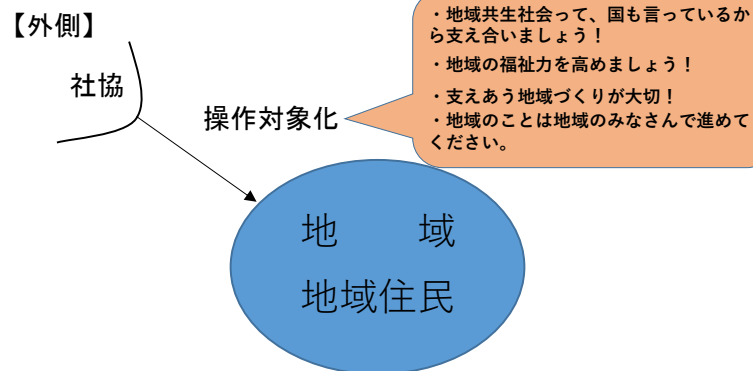 【外側】
社協
操作対象化
・地域共生社会って、国も言っているか
ら支え合いましょう！
・地域の福祉力を高めましょう！
・支えあう地域づくりが大切！
・地域のことは地域のみなさんで進めて
ください。
地　域
地域住民